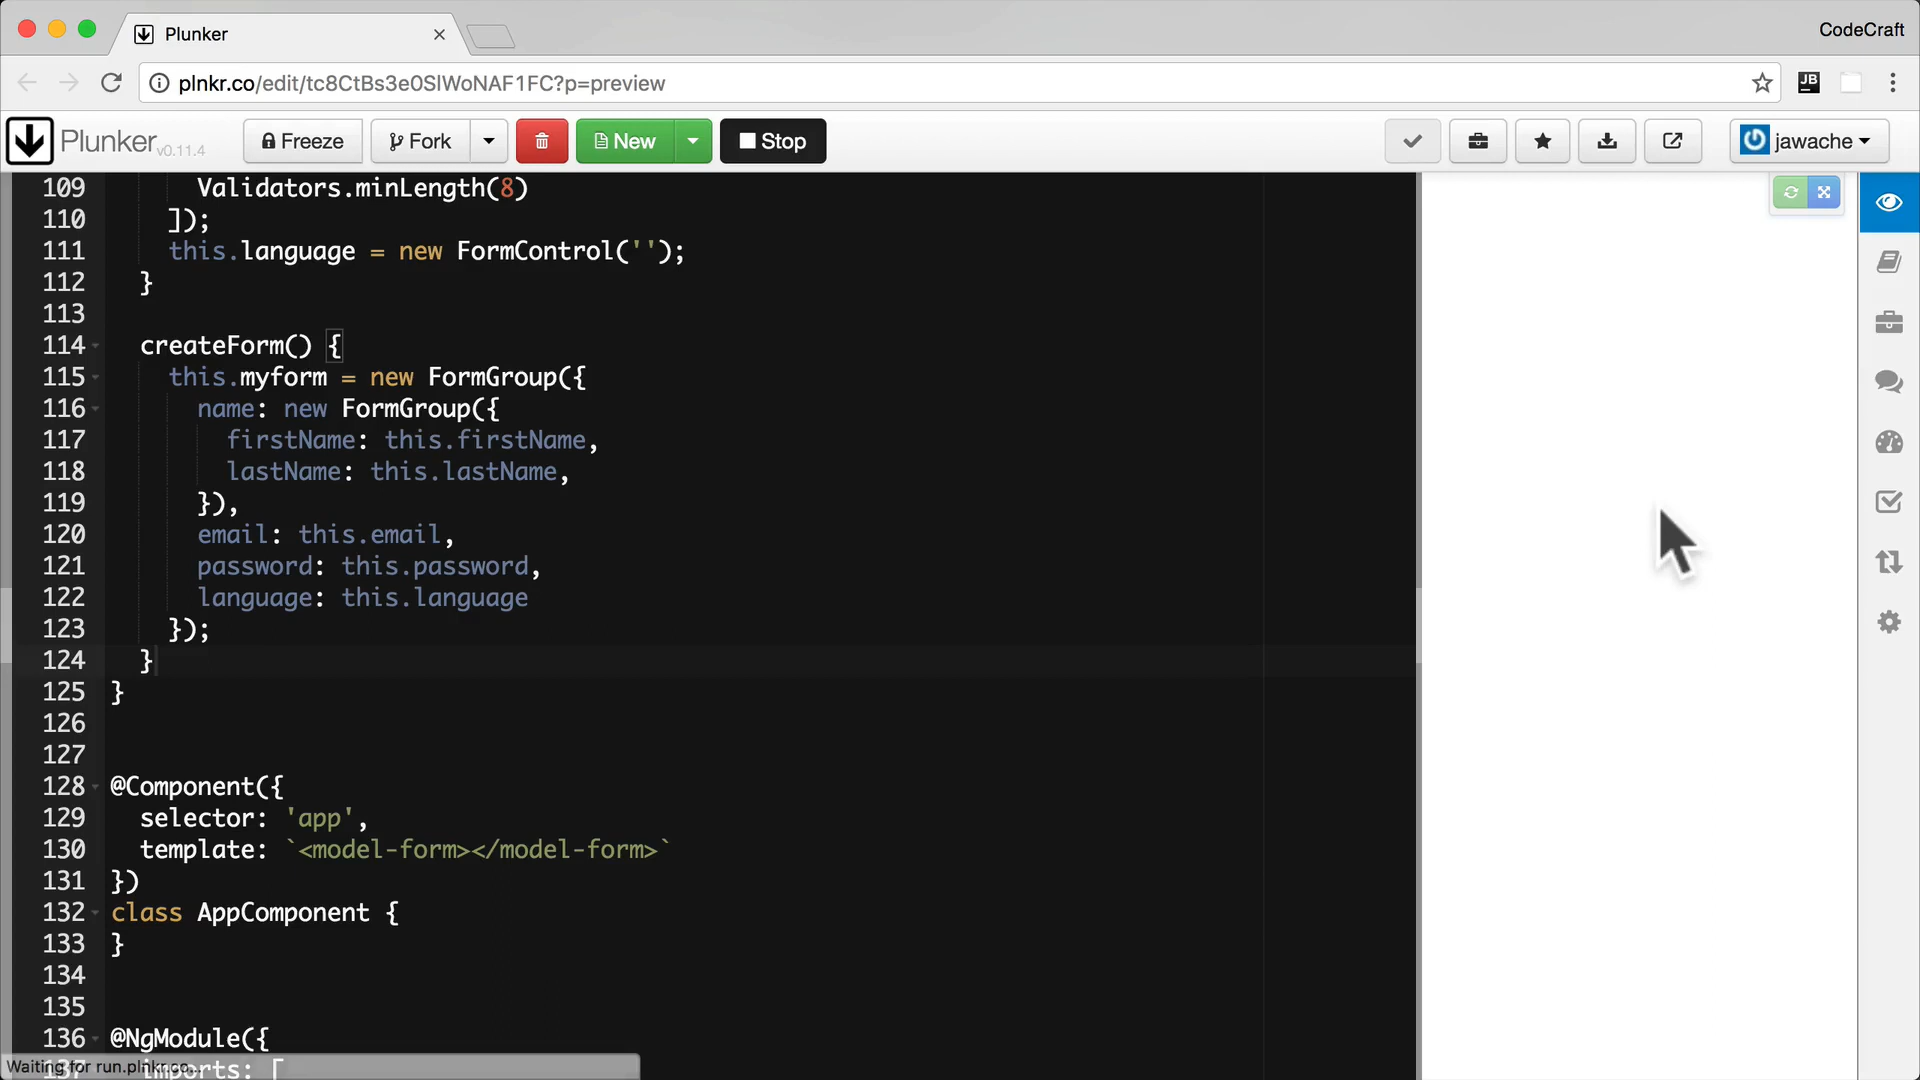 Plunker
CodeCraft
plnkr.co/edit/tc8CtBs3e0SlWoNAF1FC?p=preview
JB
Plunker v0.11.4
Freeze
Fork
New
Stop
jawache
109 Validators.minLength(8)
110 ]);
111 this.language = new FormControl('');
112 }
113
114 createForm() {
115 this.myform = new FormGroup({
116 name: new FormGroup({
117 firstName: this.firstName,
118 lastName: this.lastName,
119 }),
120 email: this.email,
121 password: this.password,
122 language: this.language
123 });
124 }
125 }
126
127
128 @Component({
129 selector: 'app',
130 template: `<model-form></model-form>`
131 })
132 class AppComponent {
133 }
134
135
136 @NgModule({
137 imports: [
Waiting for run.plnkr.co...